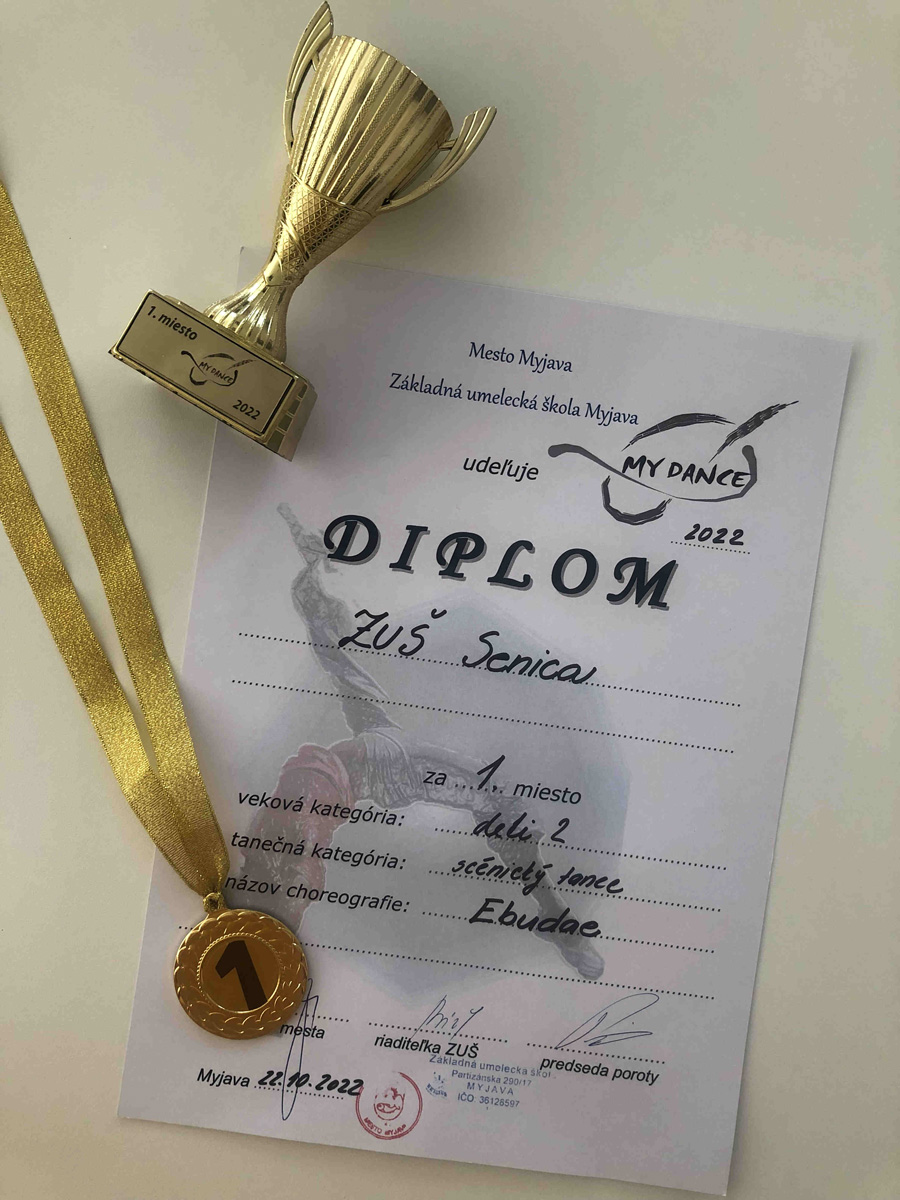 1. miesto
MY DANCE
2022
Mesto Myjava
Základná umelecká škola Myjava
udeľuje
MY DANCE
2022
DIPLOM
ZUŠ Senica
za 1. miesto
veková kategória: deti 2
tanečná kategória: scénický tanec
názov choreografie: Ebudae
1
mesta
riaditeľka ZUŠ
predseda poroty
Základná umelecká škol
Partizánska 290/17
MYJAVA
IČO 36128597
Myjava 22.10.2022
MESTO MYJAVA